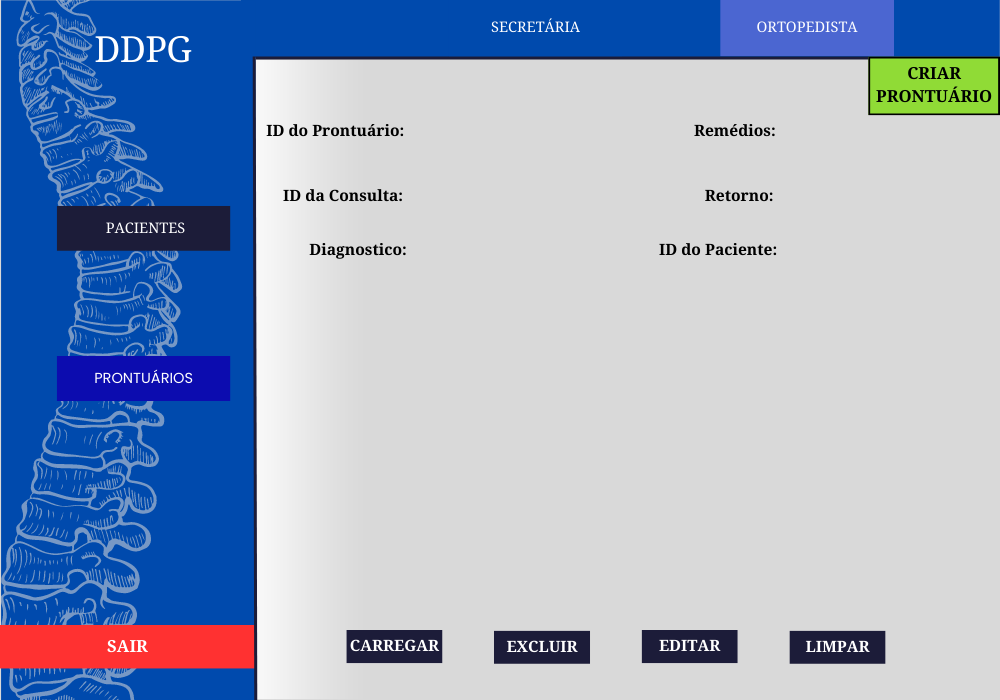 DDPG
SECRETÁRIA
ORTOPEDISTA
CRIAR
PRONTUÁRIO
ID do Prontuário:
Remédios:
ID da Consulta:
Retorno:
PACIENTES
Diagnostico:
ID do Paciente:
PRONTUÁRIOS
SAIR
CARREGAR
EXCLUIR
EDITAR
LIMPAR